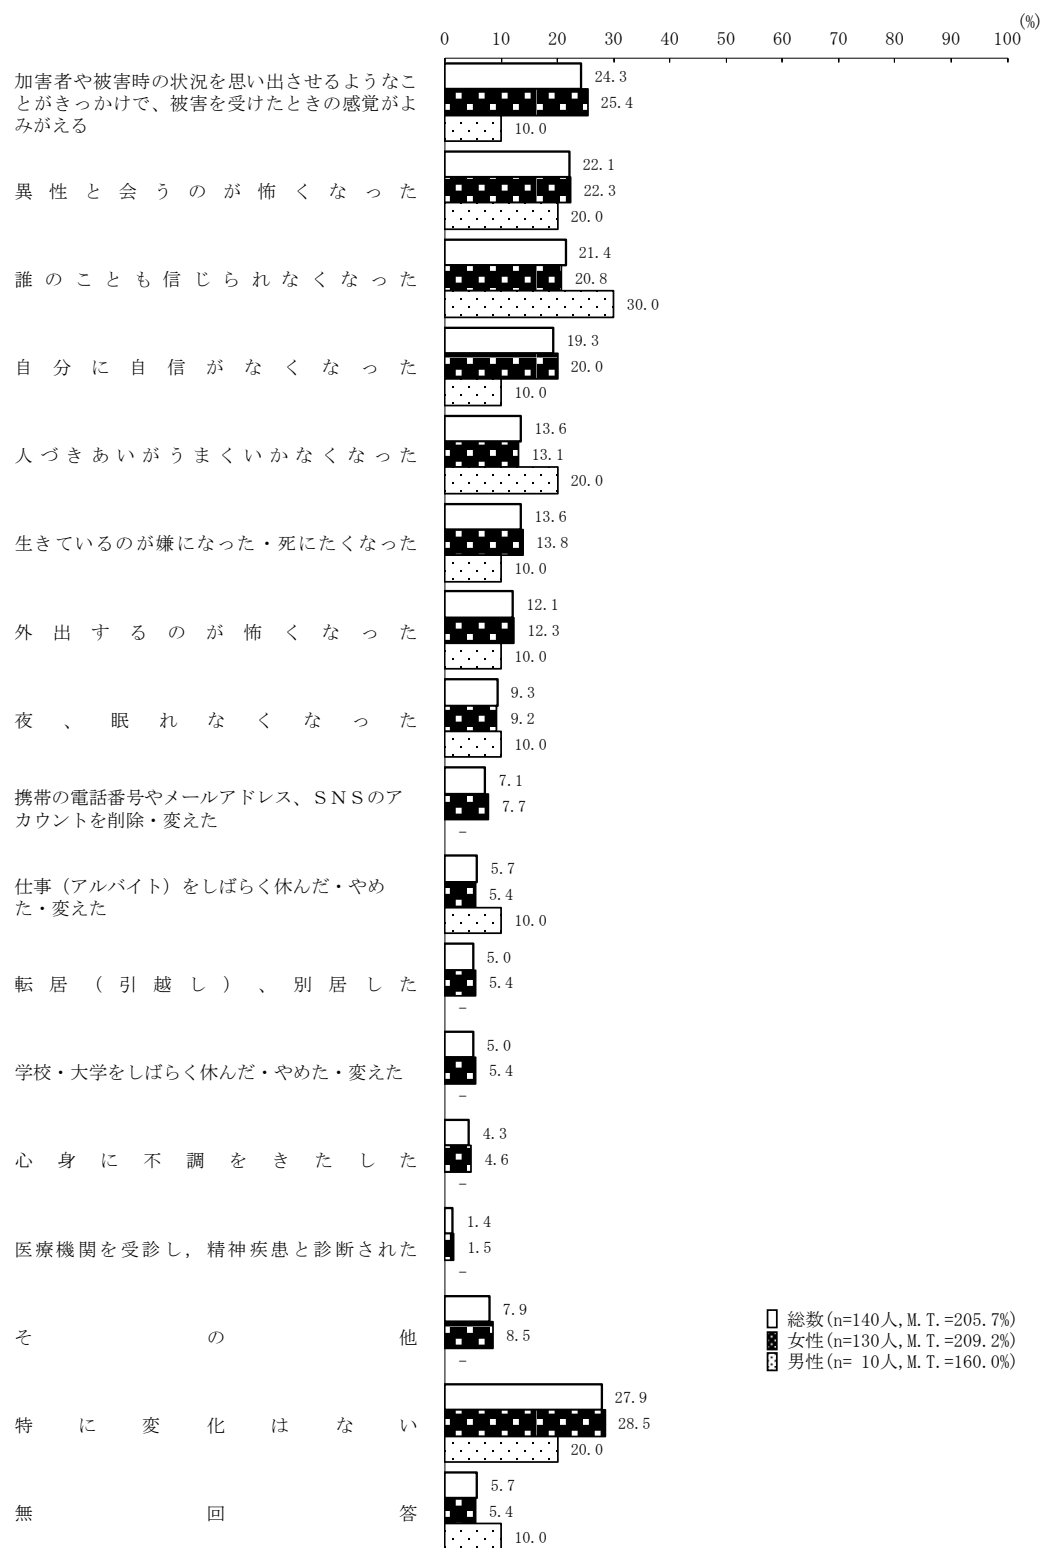 (%)
0 10 20 30 40 50 60 70 80 90 100
加害者や被害時の状況を思い出させるようなこ
とがきっかけで、被害を受けたときの感覚がよ
みがえる
24.3
25.4
10.0
異性と会うのが怖くなった
22.1
22.3
20.0
誰のことも信じられなくなった
21.4
20.8
30.0
自分に自信がなくなった
19.3
20.0
10.0
人づきあいがうまくいかなくなった
13.6
13.1
20.0
生きているのが嫌になった・死にたくなった
13.6
13.8
10.0
外出するのが怖くなった
12.1
12.3
10.0
夜、眠れなくなった
9.3
9.2
10.0
携帯の電話番号やメールアドレス、ＳＮＳのア
カウントを削除・変えた
7.1
7.7
－
仕事（アルバイト）をしばらく休んだ・やめ
た・変えた
5.7
5.4
10.0
転居（引越し）、別居した
5.0
5.4
－
学校・大学をしばらく休んだ・やめた・変えた
5.0
5.4
－
心身に不調をきたした
4.3
4.6
－
医療機関を受診し，精神疾患と診断された
1.4
1.5
－
その他
7.9
8.5
－
特に変化はない
27.9
28.5
20.0
無回答
5.7
5.4
10.0
総数(n=140人,M.T.=205.7%)
女性(n=130人,M.T.=209.2%)
男性(n= 10人,M.T.=160.0%)